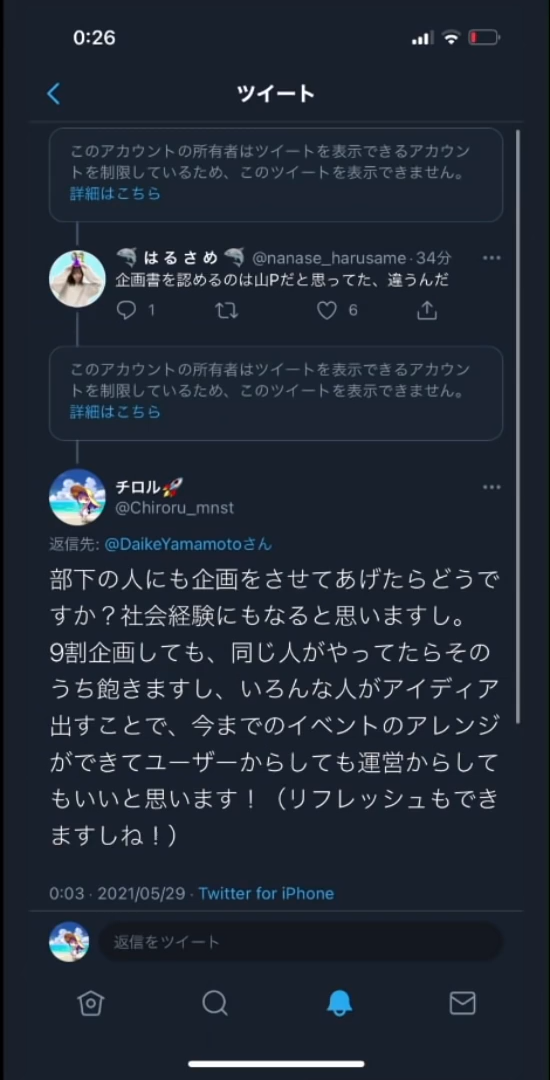 0:26
ツイート
このアカウントの所有者はツイートを表示できるアカウン
トを制限しているため、このツイートを表示できません。
詳細はこちら
🐬 は る さ め 🐬 @nanase_harusame · 34分
企画書を認めるのは山Pだと思ってた、違うんだ
1 6
このアカウントの所有者はツイートを表示できるアカウン
トを制限しているため、このツイートを表示できません。
詳細はこちら
チロル🚀
@Chiroru_mnst
返信先: @DaikeYamamotoさん
部下の人にも企画をさせてあげたらどうで
すか？社会経験にもなると思いますし。
9割企画しても、同じ人がやってたらその
うち飽きますし、いろんな人がアイディア
出すことで、今までのイベントのアレンジ
ができてユーザーからしても運営からして
もいいと思います！（リフレッシュもでき
ますしね！）
0:03 · 2021/05/29 · Twitter for iPhone
返信をツイート